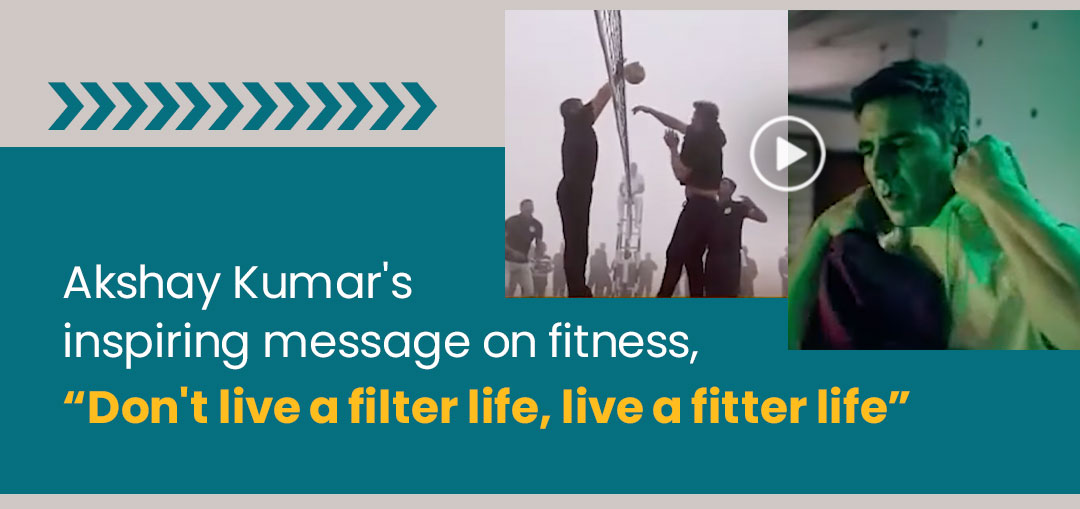 Akshay Kumar's
inspiring message on fitness,
“Don't live a filter life, live a fitter life”